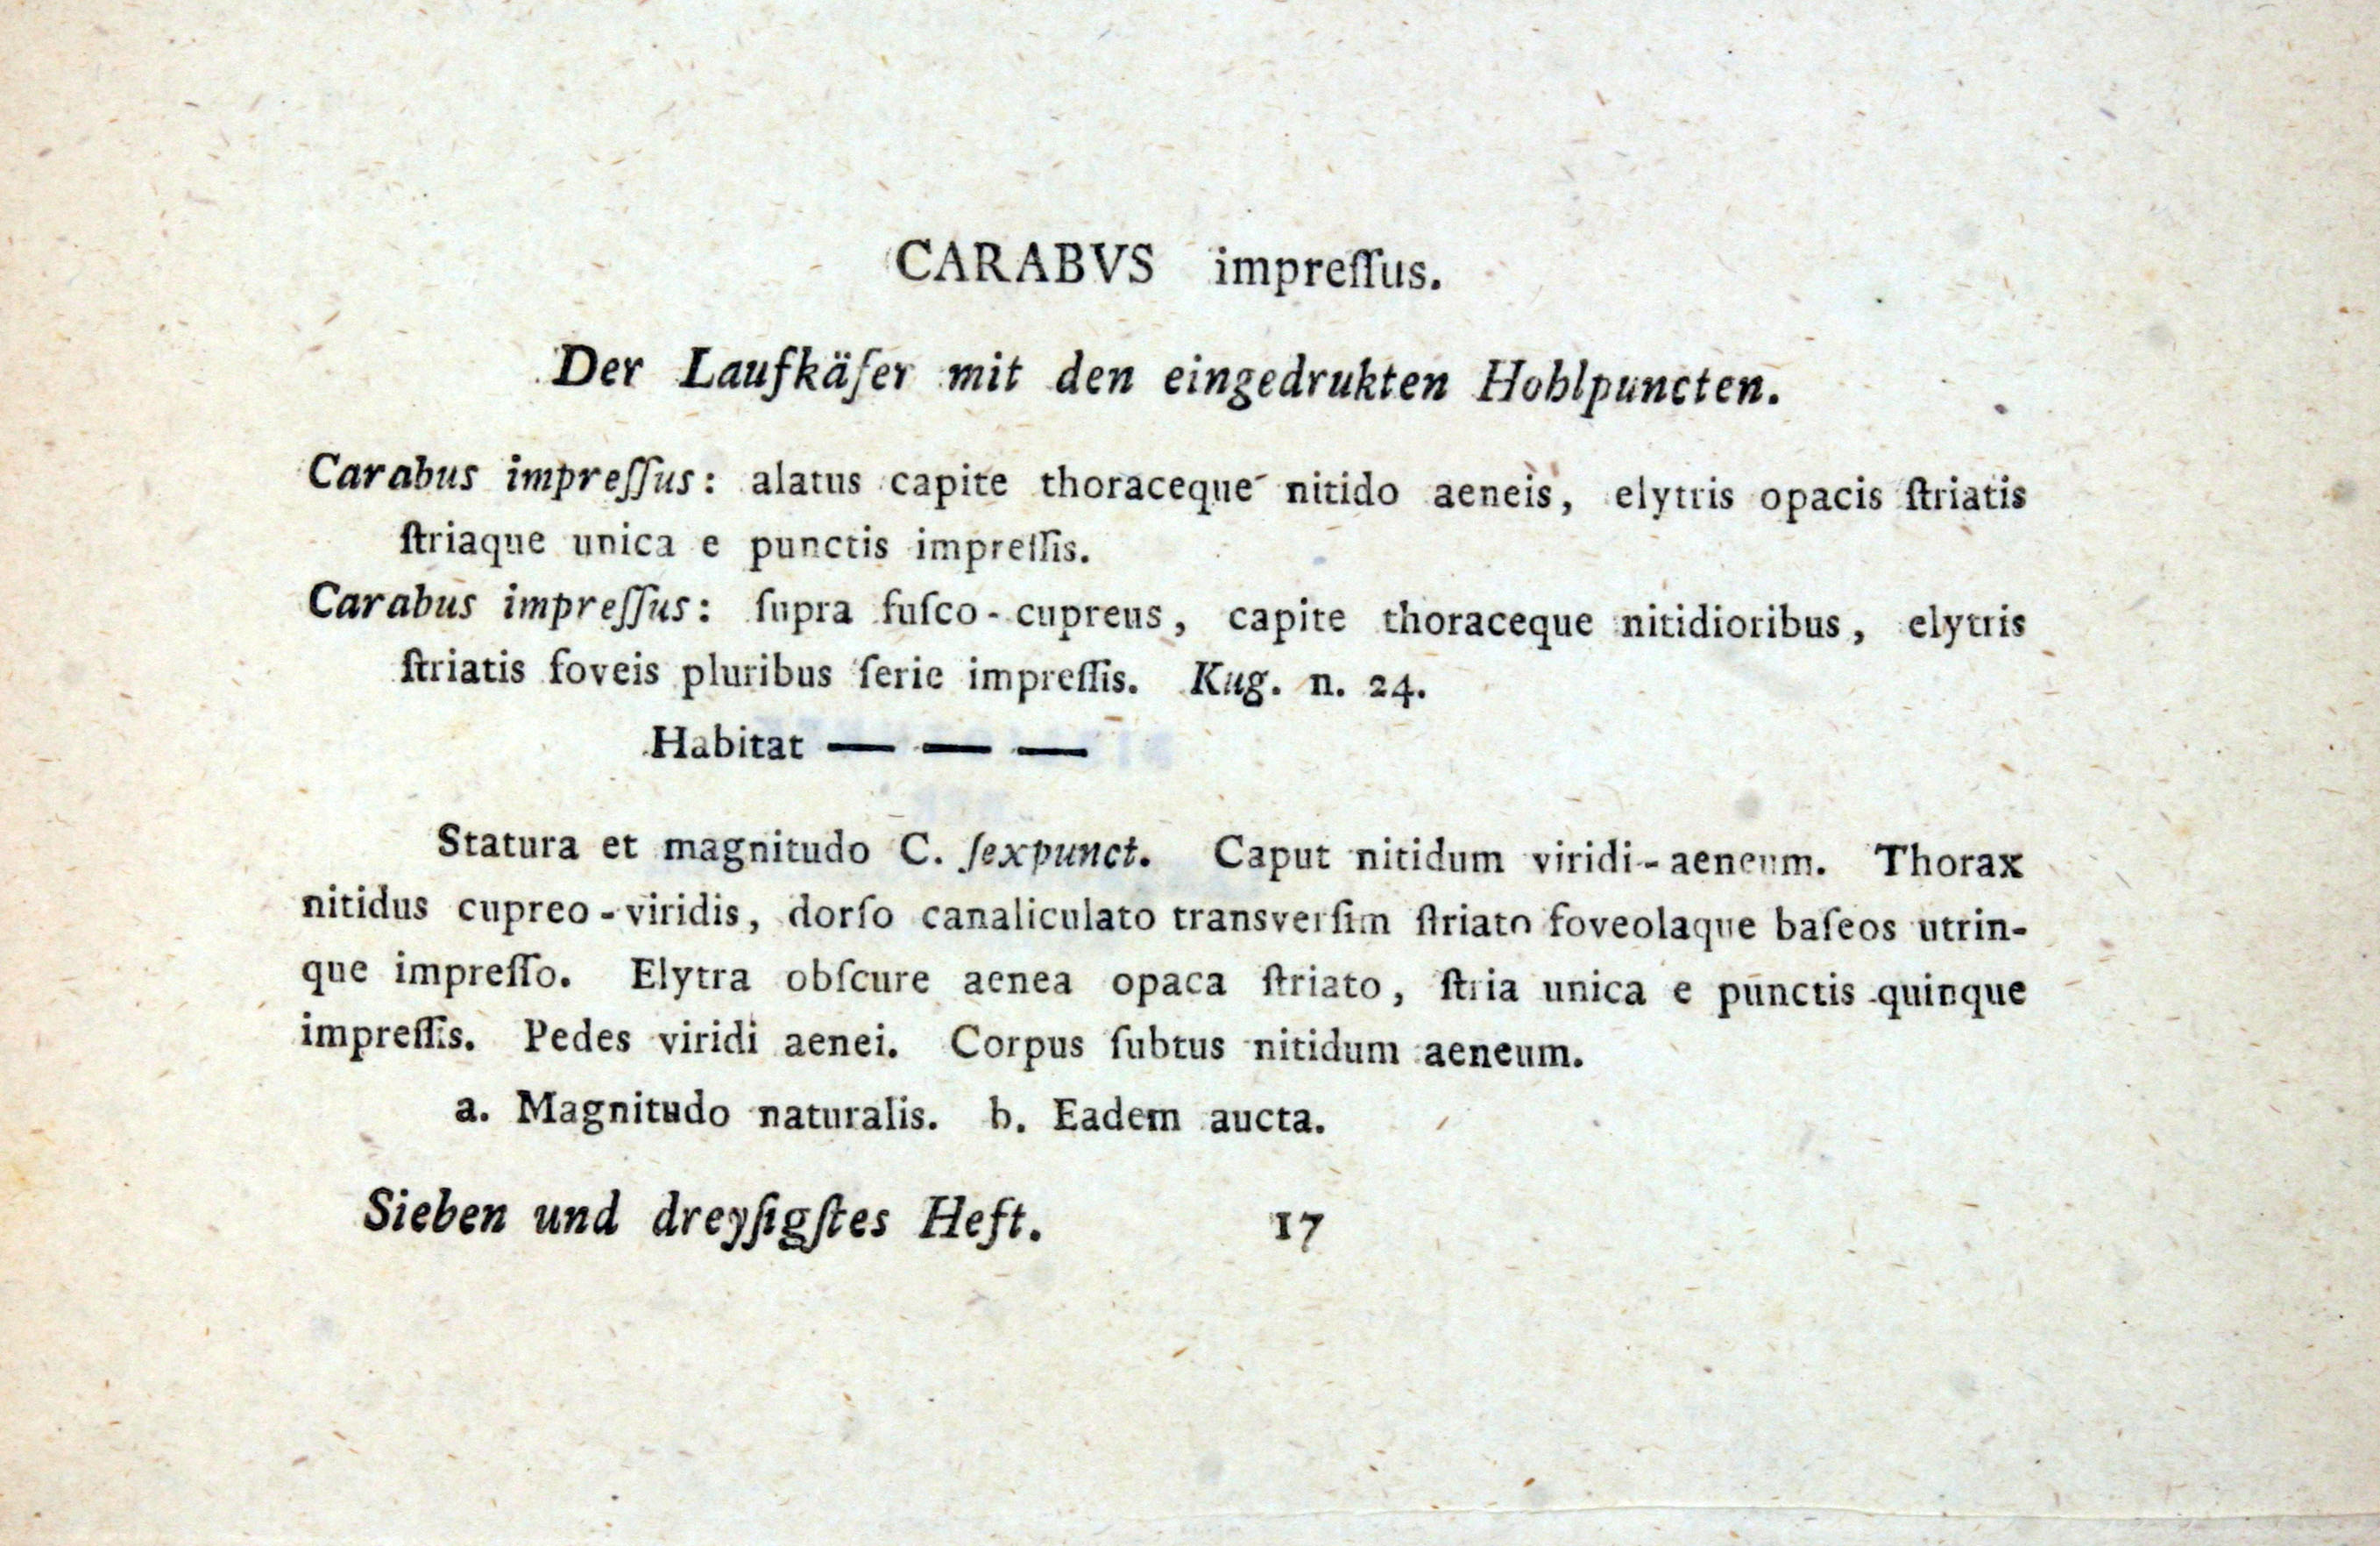 CARABVS impreſſus.
Der Laufkäſer mit den eingedrukten Hohlpuncten.
Carabus impreſſus: alatus capite thoraceque nitido aeneis, elytris opacis ſtriatis
ſtriaque unica e punctis impreſſis.
Carabus impreſſus: ſupra fuſco-cupreus, capite thoraceque nitidioribus, elytris
ſtriatis foveis pluribus ſerie impreſſis. Kug. n. 24.
Habitat — — —
Statura et magnitudo C. ſexpunct. Caput nitidum viridi-aeneum. Thorax
nitidus cupreo-viridis, dorſo canaliculato transverſim ſtriato foveolaque baſeos utrin-
que impreſſo. Elytra obſcure aenea opaca ſtriato, ſtria unica e punctis quinque
impreſſis. Pedes viridi aenei. Corpus ſubtus nitidum aeneum.
a. Magnitudo naturalis. b. Eadem aucta.
Sieben und dreyſigſtes Heft. 17